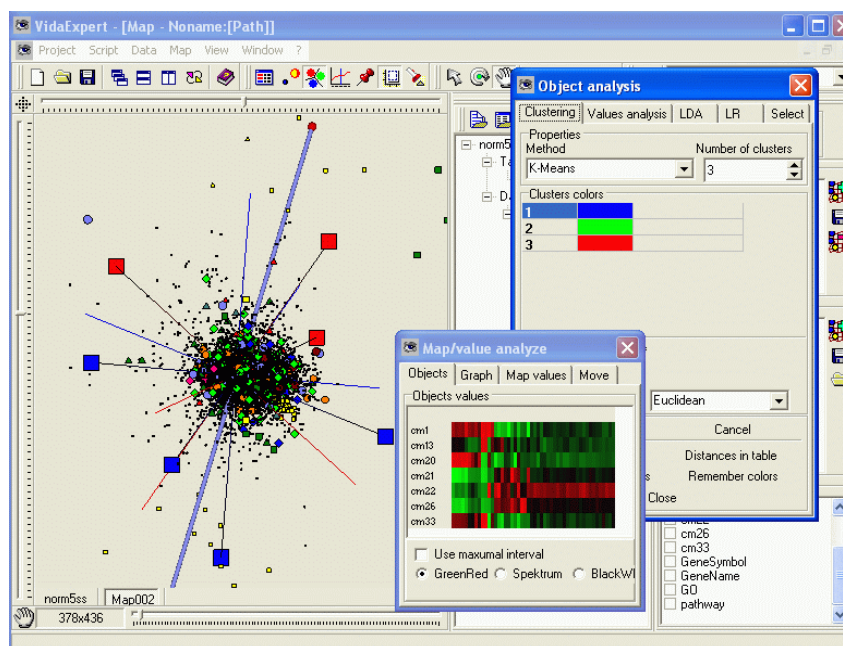 VidaExpert - [Map - Noname:[Path]]
Project Script Data Map View Window ?
Object analysis
Clustering Values analysis LDA LR Select
Properties
Method Number of clusters
K-Means 3
Clusters colors
1
2
3
norm5
Map/value analyze
Objects Graph Map values Move
Objects values
cm1
cm13
cm20
cm21
cm22
cm26
cm33
Use maxumal interval
GreenRed Spektrum BlackWI
Euclidean
Cancel
Distances in table
Remember colors
Close
cm26
cm33
GeneSymbol
GeneName
GO
pathway
norm5ss Map002
378x436